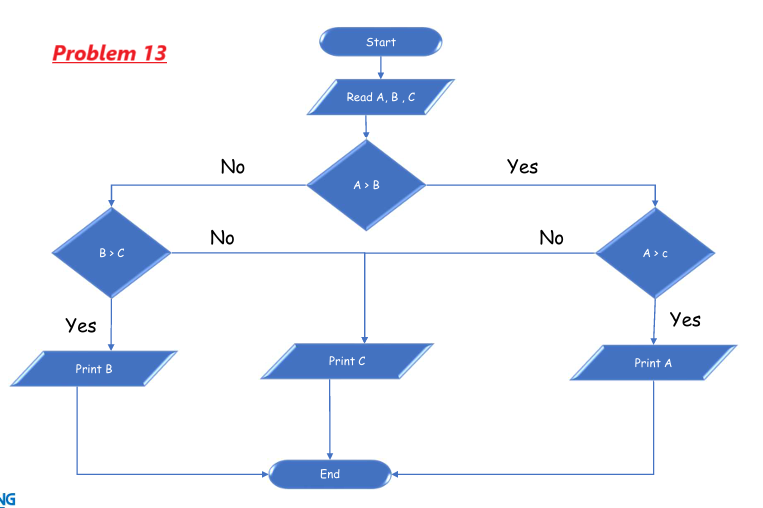 Problem 13
Start
Read A, B , C
No
A > B
Yes
B > C
No
No
A > c
Yes
Yes
Print B
Print C
Print A
End
NG